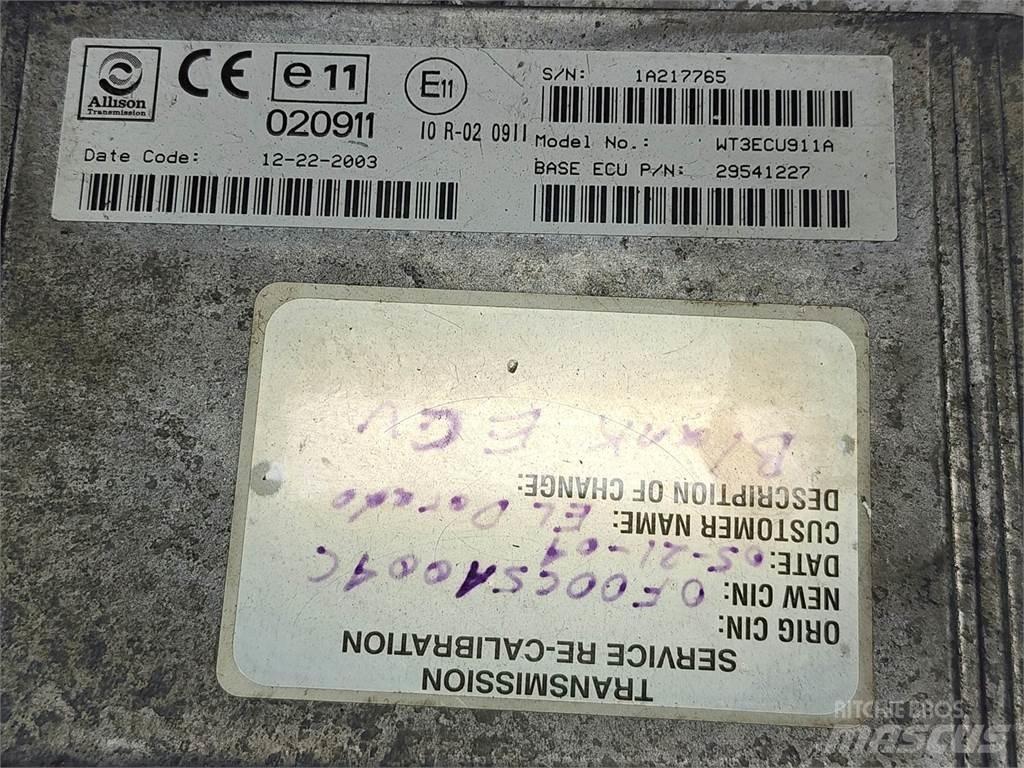 Allison
Transmission
CE
e11
020911
E11
10 R-02 0911
S/N: 1A217765
Model No.: WT3ECU911A
BASE ECU P/N: 29541227
Date Code: 12-22-2003
TRANSMISSION
SERVICE RE-CALIBRATION
ORIG CIN:
NEW CIN: 0F00C5A001C
DATE: 05-21-09
CUSTOMER NAME: EL Dorado
DESCRIPTION OF CHANGE:
Blank ECU
RITCHIE BROS
MASCUS